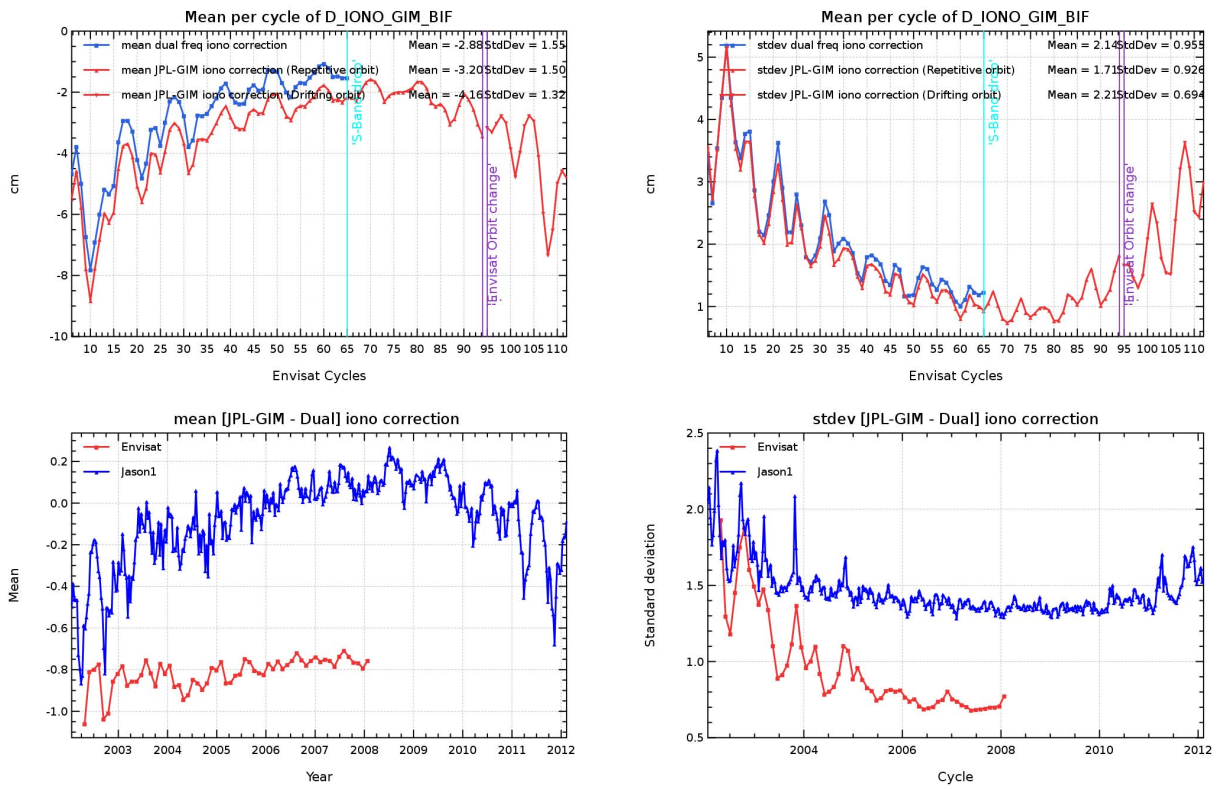 Mean per cycle of D_IONO_GIM_BIF
mean dual freq iono correction Mean = -2.88 StdDev = 1.55
mean JPL-GIM iono correction (Repetitive orbit) Mean = -3.20 StdDev = 1.50
mean JPL-GIM iono correction (Drifting orbit) Mean = -4.16 StdDev = 1.32
'S-Band drop'
'Envisat Orbit change'
cm
0
-2
-4
-6
-8
-10
10 15 20 25 30 35 40 45 50 55 60 65 70 75 80 85 90 95 100 105 110
Envisat Cycles
Mean per cycle of D_IONO_GIM_BIF
stdev dual freq iono correction Mean = 2.14 StdDev = 0.955
stdev JPL-GIM iono correction (Repetitive orbit) Mean = 1.71 StdDev = 0.926
stdev JPL-GIM iono correction (Drifting orbit) Mean = 2.21 StdDev = 0.694
'S-Band drop'
'Envisat Orbit change'
cm
5
4
3
2
1
10 15 20 25 30 35 40 45 50 55 60 65 70 75 80 85 90 95 100 105 110
Envisat Cycles
mean [JPL-GIM - Dual] iono correction
Envisat
Jason1
Mean
0.2
0.0
-0.2
-0.4
-0.6
-0.8
-1.0
2003 2004 2005 2006 2007 2008 2009 2010 2011 2012
Year
stdev [JPL-GIM - Dual] iono correction
Envisat
Jason1
Standard deviation
2.5
2.0
1.5
1.0
0.5
2004 2006 2008 2010 2012
Cycle